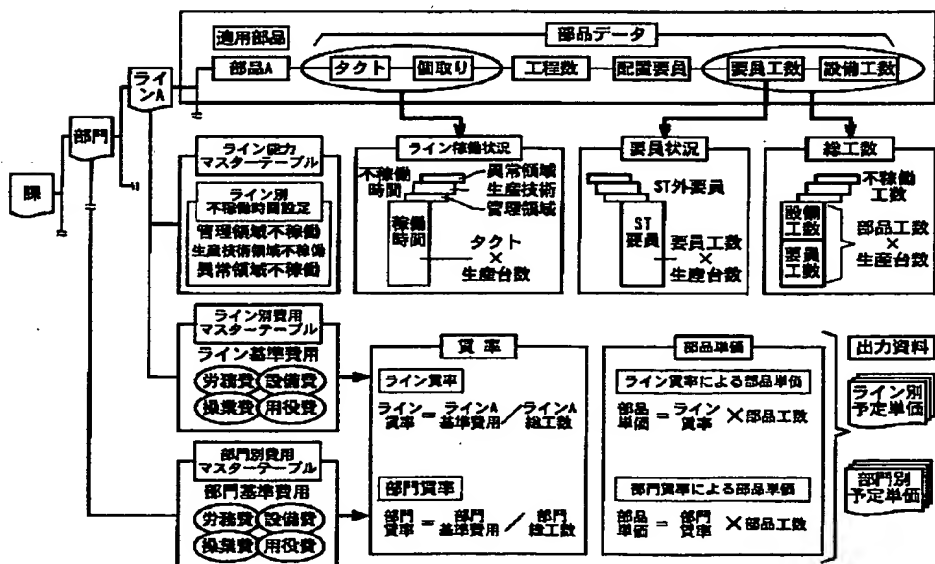 適用部品
部品データ
部品A
タクト
個取り
工程数
配置要員
要員工数
設備工数
ラインA
部門
課
ライン能力
マスターテーブル
ライン別
不稼働時間設定
管理領域不稼働
生産技術領域不稼働
異常領域不稼働
ライン稼働状況
不稼働
時間
異常領域
生産技術
管理領域
稼働
時間
タクト
×
生産台数
要員状況
ST外要員
ST
要員
要員工数
×
生産台数
総工数
不稼働
工数
設備
工数
要員
工数
部品工数
×
生産台数
ライン別費用
マスターテーブル
ライン基準費用
労務費
設備費
操業費
用役費
部門別費用
マスターテーブル
部門基準費用
労務費
設備費
操業費
用役費
賃率
ライン賃率
ライン賃率=ラインA基準費用/ラインA総工数
部門賃率
部門賃率=部門基準費用/部門総工数
部品単価
ライン賃率による部品単価
部品単価=ライン賃率×部品工数
部門賃率による部品単価
部品単価=部門賃率×部品工数
出力資料
ライン別
予定単価
部門別
予定単価